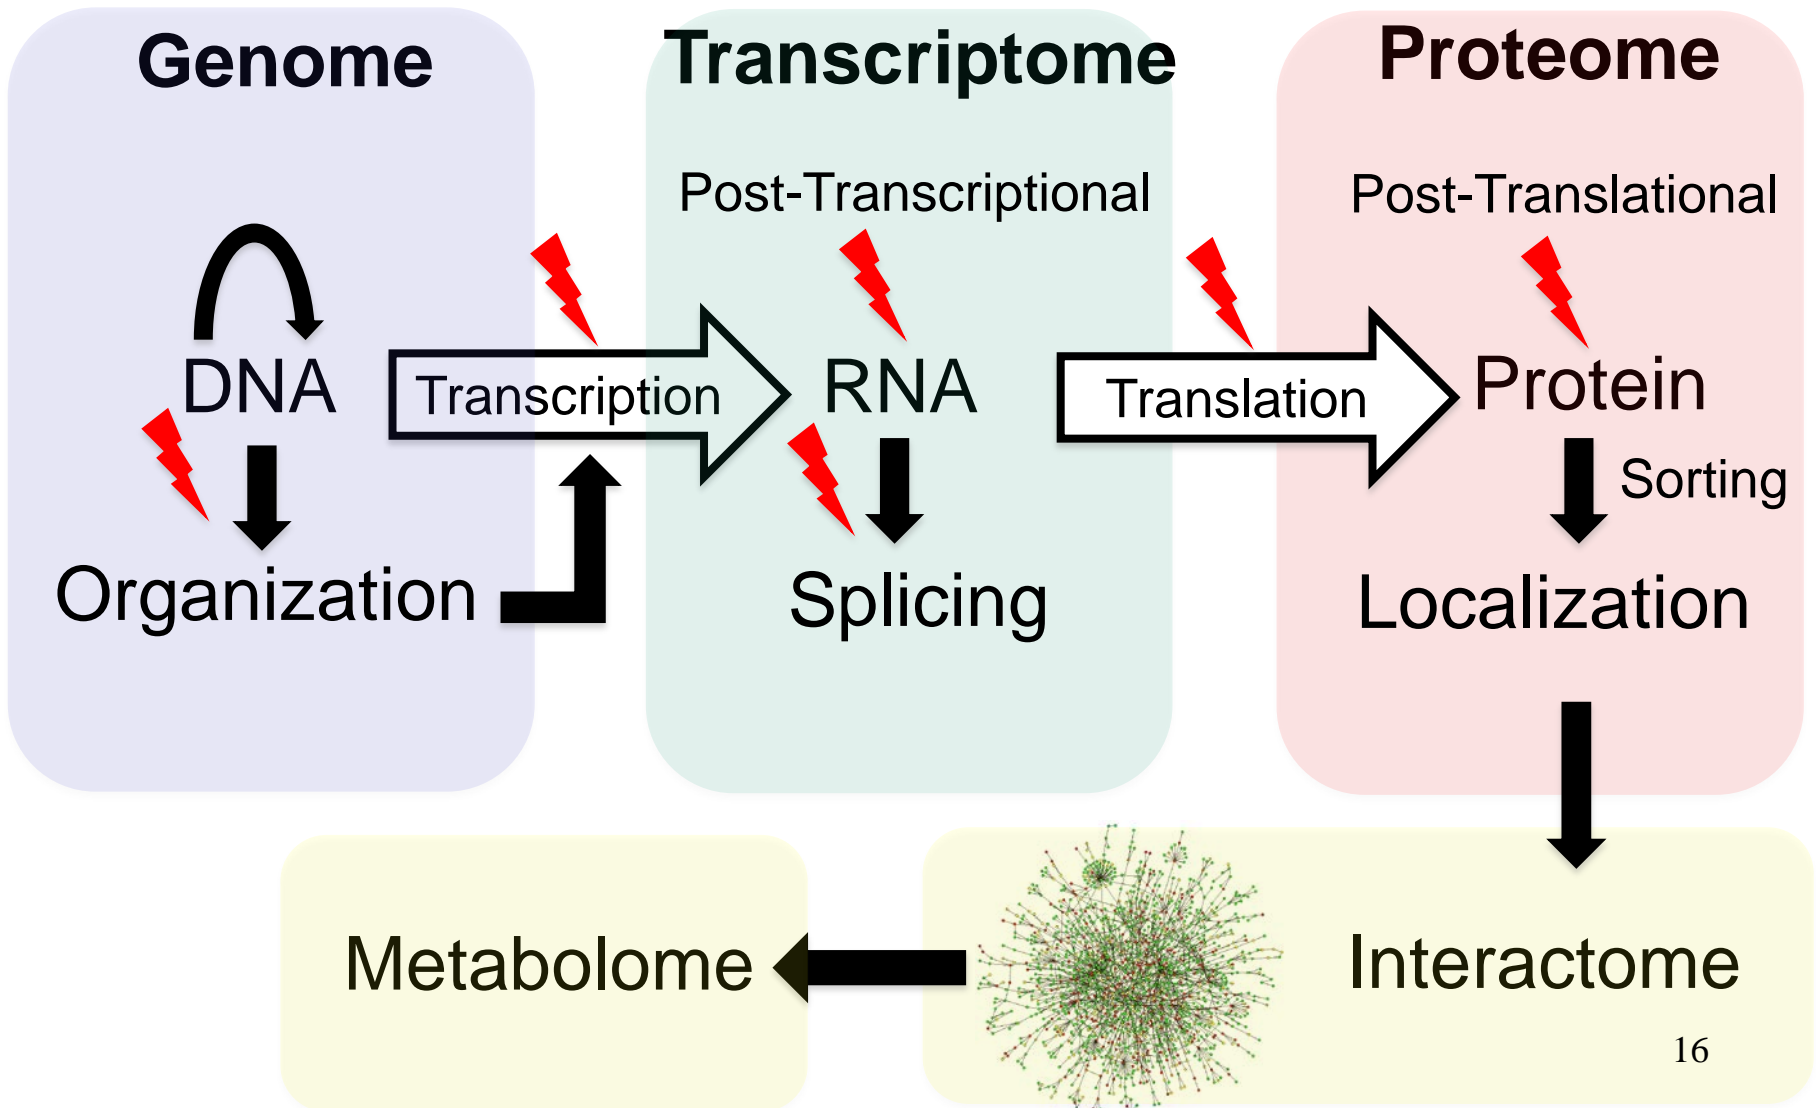 Genome
Transcriptome
Proteome
Post-Transcriptional
Post-Translational
DNA
Transcription
RNA
Translation
Protein
Sorting
Organization
Splicing
Localization
Metabolome
Interactome
16